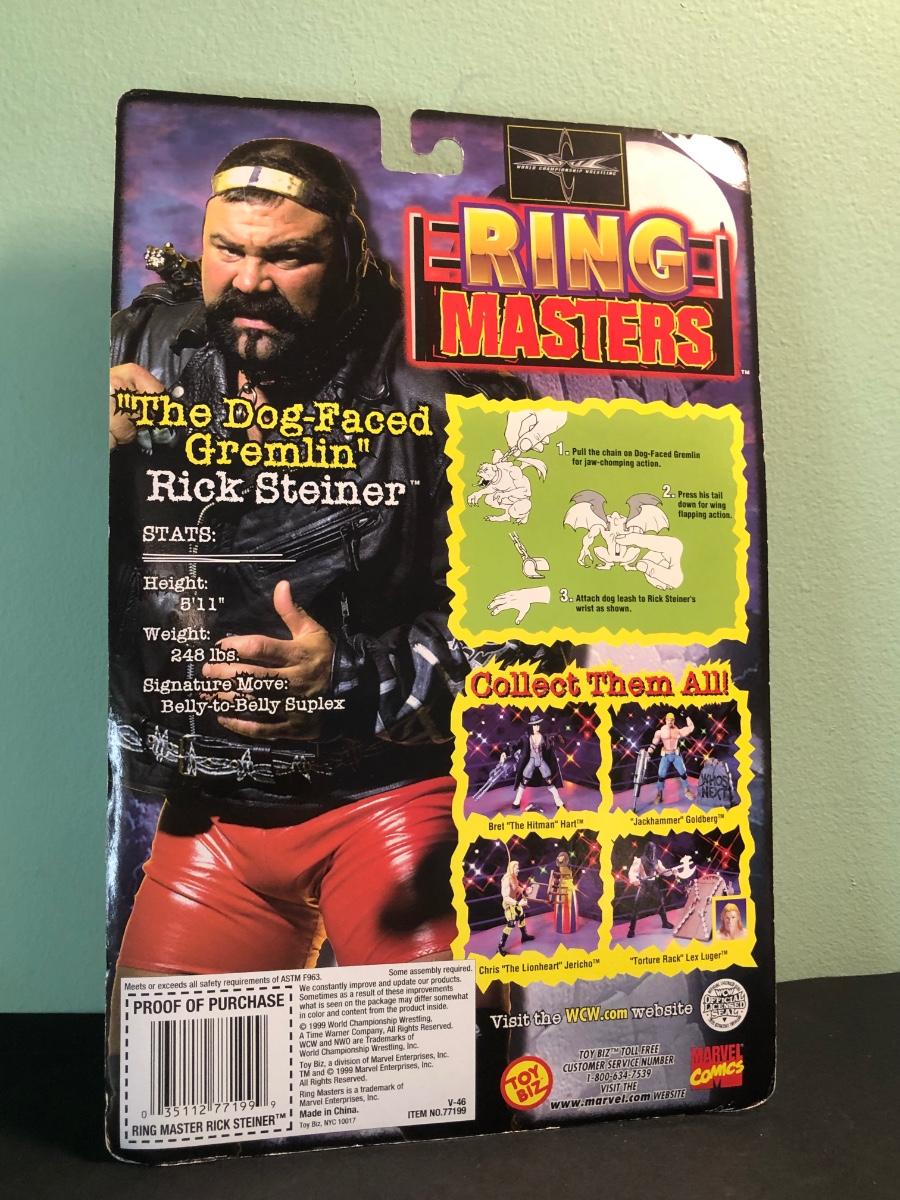 WORLD CHAMPIONSHIP WRESTLING
RING
MASTERS™
"The Dog-Faced
Gremlin"
Rick Steiner™
STATS:
Height:
5'11"
Weight:
248 lbs.
Signature Move:
Belly-to-Belly Suplex
1. Pull the chain on Dog-Faced Gremlin
for jaw-chomping action.
2. Press his tail
down for wing
flapping action.
3. Attach dog leash to Rick Steiner's
wrist as shown.
Collect Them All!
WHO'S
NEXT
Bret "The Hitman" Hart™
"Jackhammer" Goldberg™
Chris "The Lionheart" Jericho™
"Torture Rack" Lex Luger™
Visit the WCW.com website
WCW
OFFICIAL
LICENSED
SEAL
TOY
BIZ
TOY BIZ™ TOLL FREE
CUSTOMER SERVICE NUMBER
1-800-634-7539
VISIT THE
www.marvel.com WEBSITE
MARVEL
COMICS
Meets or exceeds all safety requirements of ASTM F963.
Some assembly required.
PROOF OF PURCHASE
0 35112 77199 9
RING MASTER RICK STEINER™
We constantly improve and update our products.
Sometimes as a result of these improvements
what is seen on the package may differ somewhat
in color and content from the product inside.
© 1999 World Championship Wrestling,
A Time Warner Company, All Rights Reserved.
WCW and NWO are Trademarks of
World Championship Wrestling, Inc.
Toy Biz, a division of Marvel Enterprises, Inc.
TM and © 1999 Marvel Enterprises, Inc.
All Rights Reserved.
Ring Masters is a trademark of
Marvel Enterprises, Inc.
Made in China.
Toy Biz, NYC 10017
V-46
ITEM NO.77199